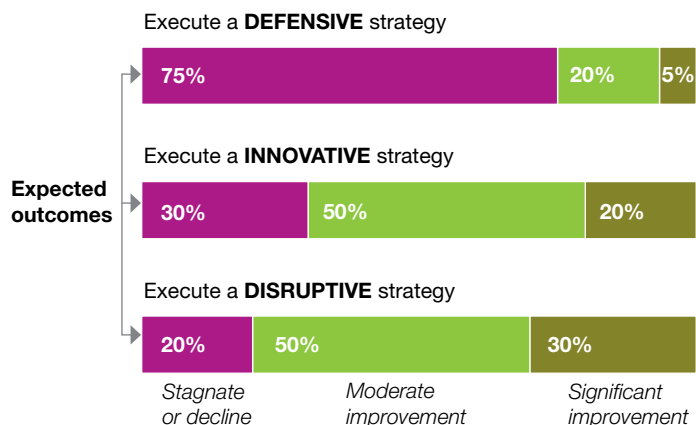 Execute a DEFENSIVE strategy
75% 20% 5%
Execute a INNOVATIVE strategy
Expected
outcomes
30% 50% 20%
Execute a DISRUPTIVE strategy
20% 50% 30%
Stagnate Moderate Significant
or decline improvement improvement